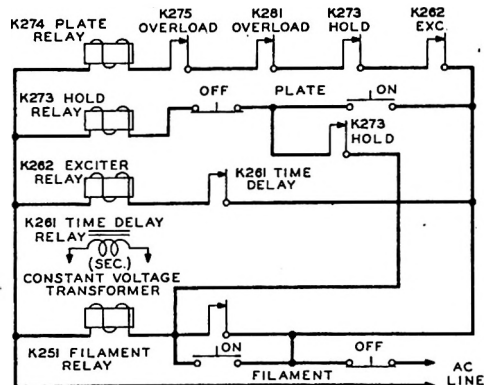 K274 PLATE RELAY
K275 OVERLOAD
K281 OVERLOAD
K273 HOLD
K262 EXC.
K273 HOLD RELAY
OFF
PLATE
ON
K273 HOLD
K262 EXCITER RELAY
K261 TIME DELAY
K261 TIME DELAY RELAY
(SEC.)
CONSTANT VOLTAGE TRANSFORMER
K251 FILAMENT RELAY
ON
FILAMENT
OFF
AC LINE